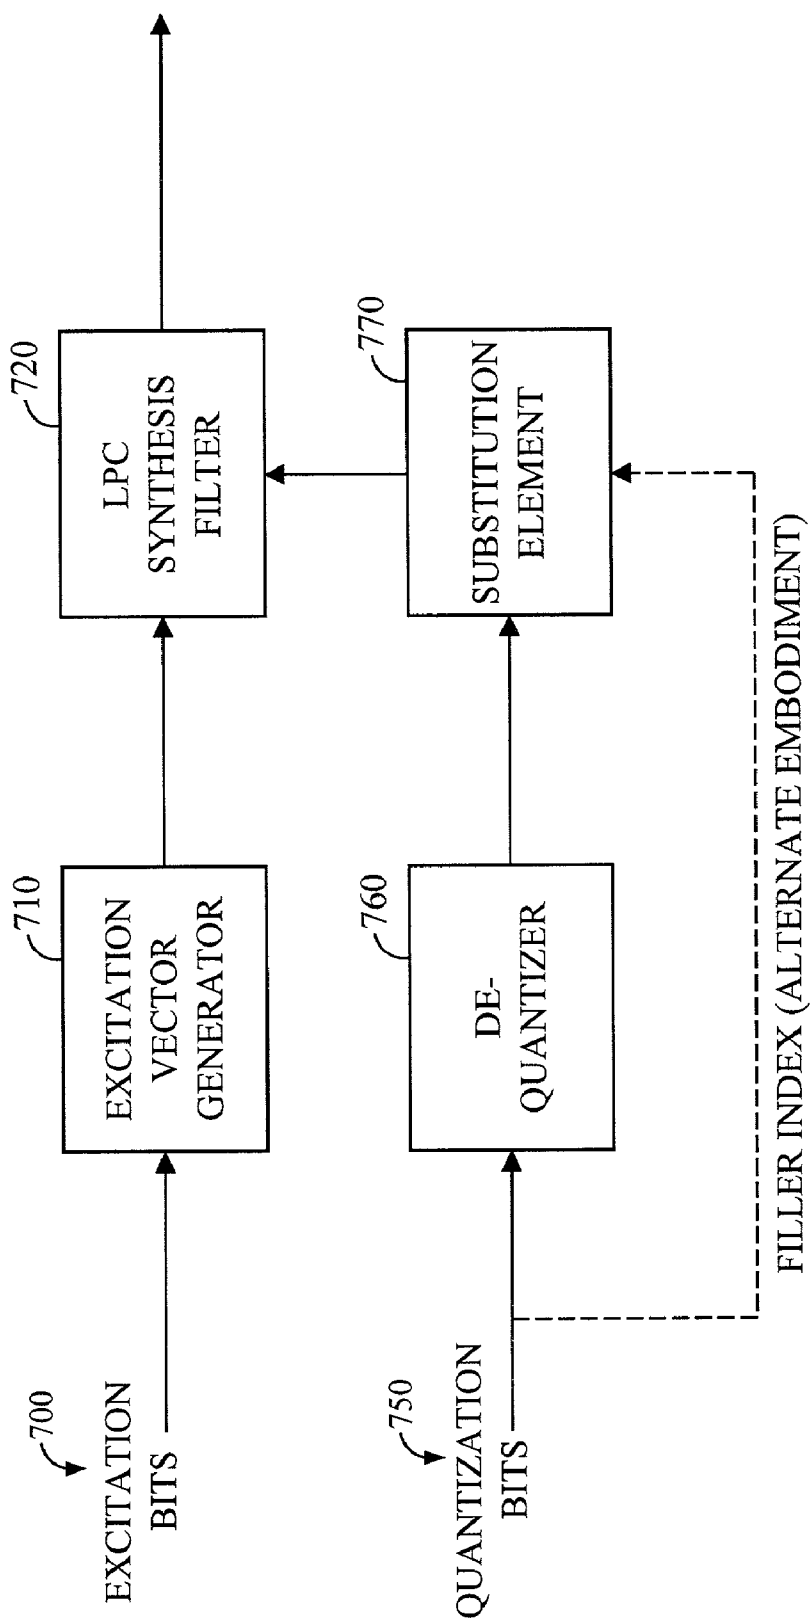 700
EXCITATION
BITS
710
EXCITATION
VECTOR
GENERATOR
720
LPC
SYNTHESIS
FILTER
750
QUANTIZATION
BITS
760
DE-
QUANTIZER
770
SUBSTITUTION
ELEMENT
FILLER INDEX (ALTERNATE EMBODIMENT)